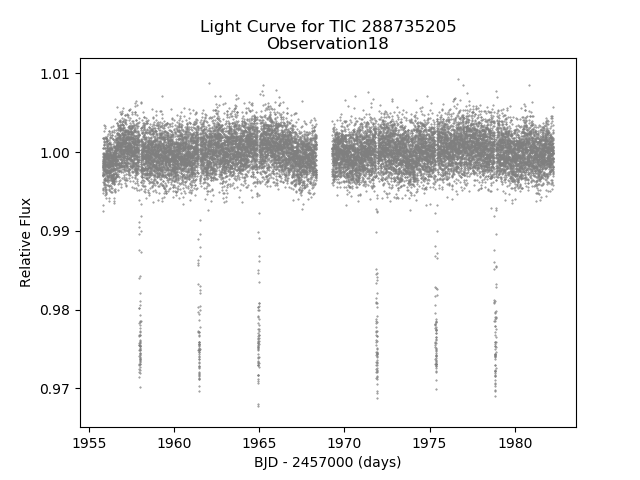 Light Curve for TIC 288735205
Observation18
1.01
1.00
0.99
0.98
0.97
Relative Flux
1955
1960
1965
1970
1975
1980
BJD - 2457000 (days)